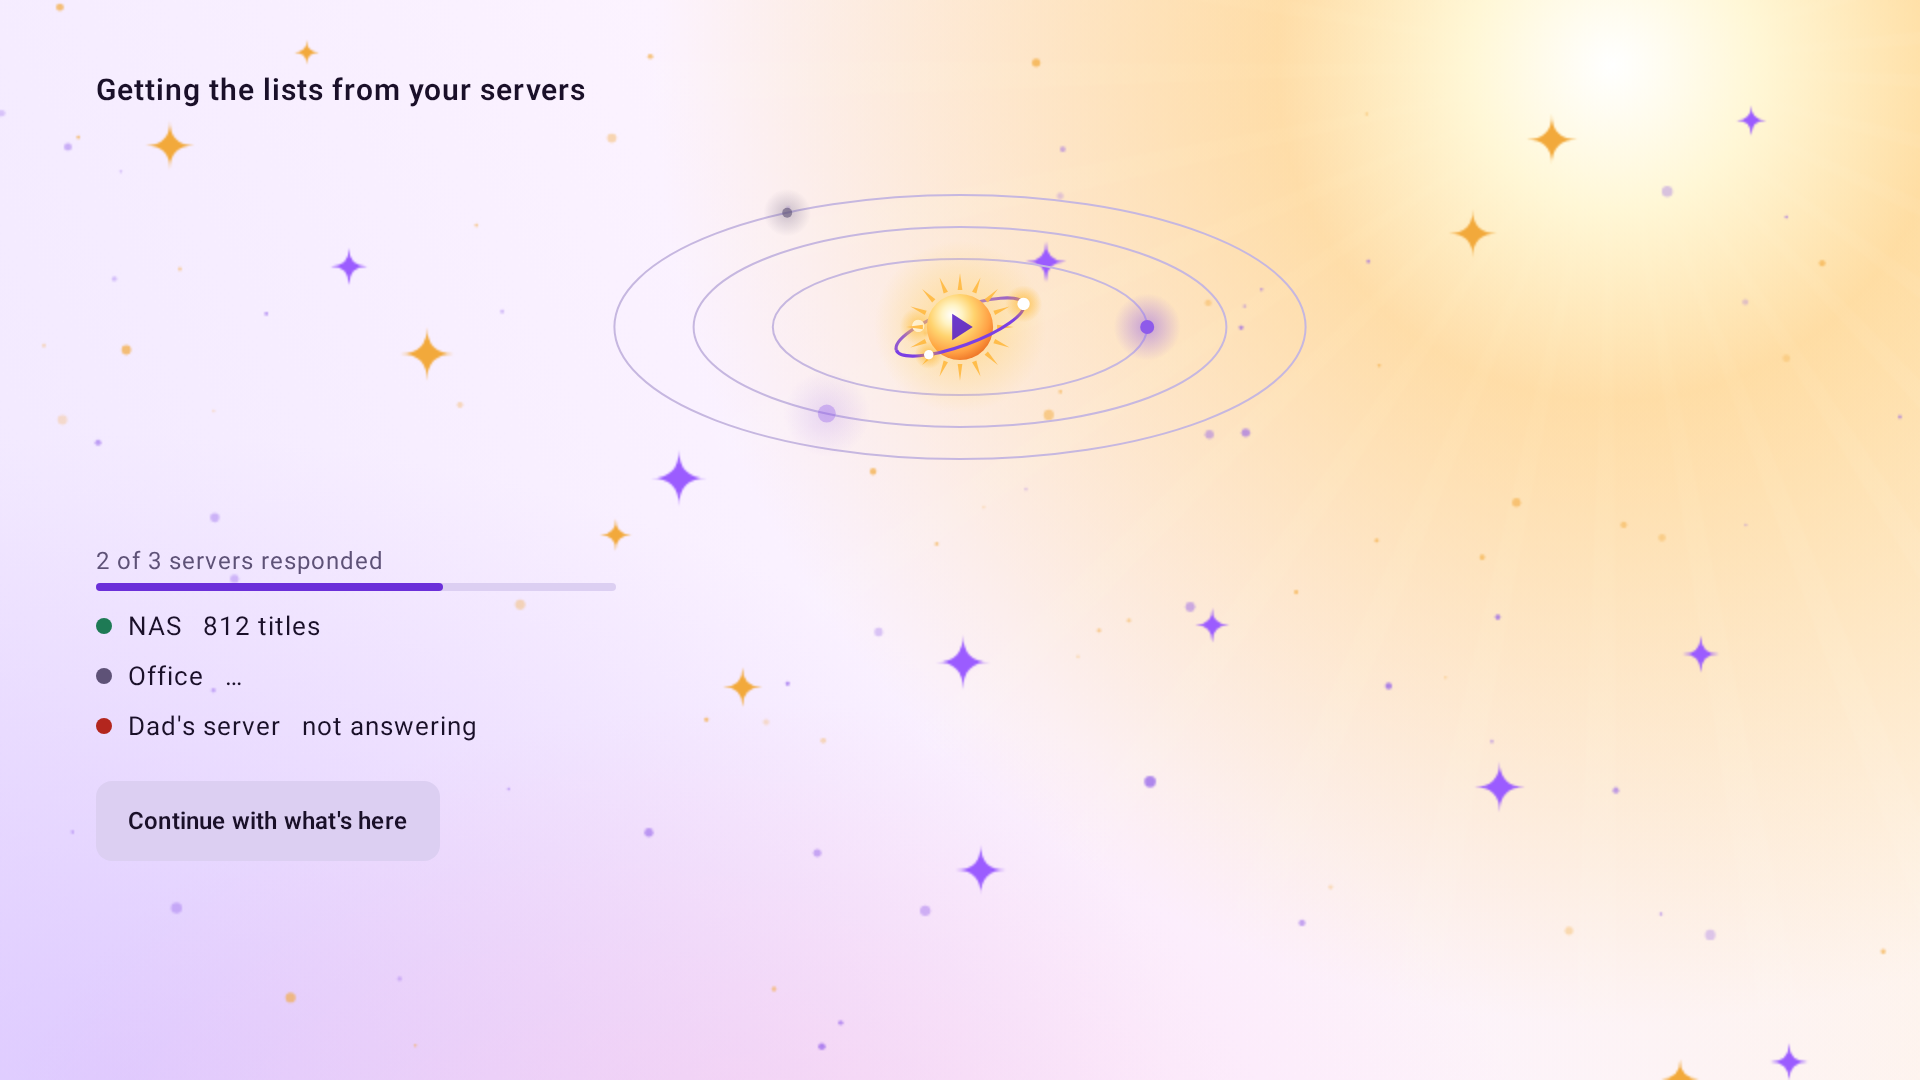 Getting the lists from your servers
2 of 3 servers responded
NAS 812 titles
Office …
Dad's server not answering
Continue with what's here